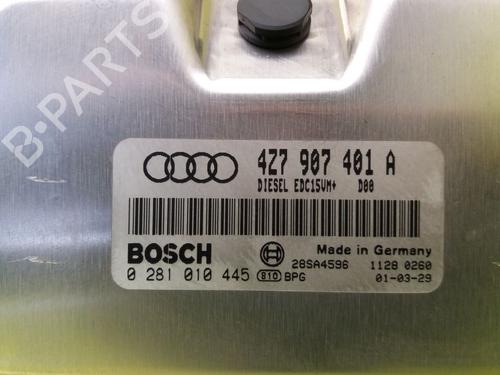 B-PARTS
4Z7 907 401 A
DIESEL EDC15VM+ D00
BOSCH
Made in Germany
0 281 010 445 810 BPG
28SA4596 1128 0260
01-03-29